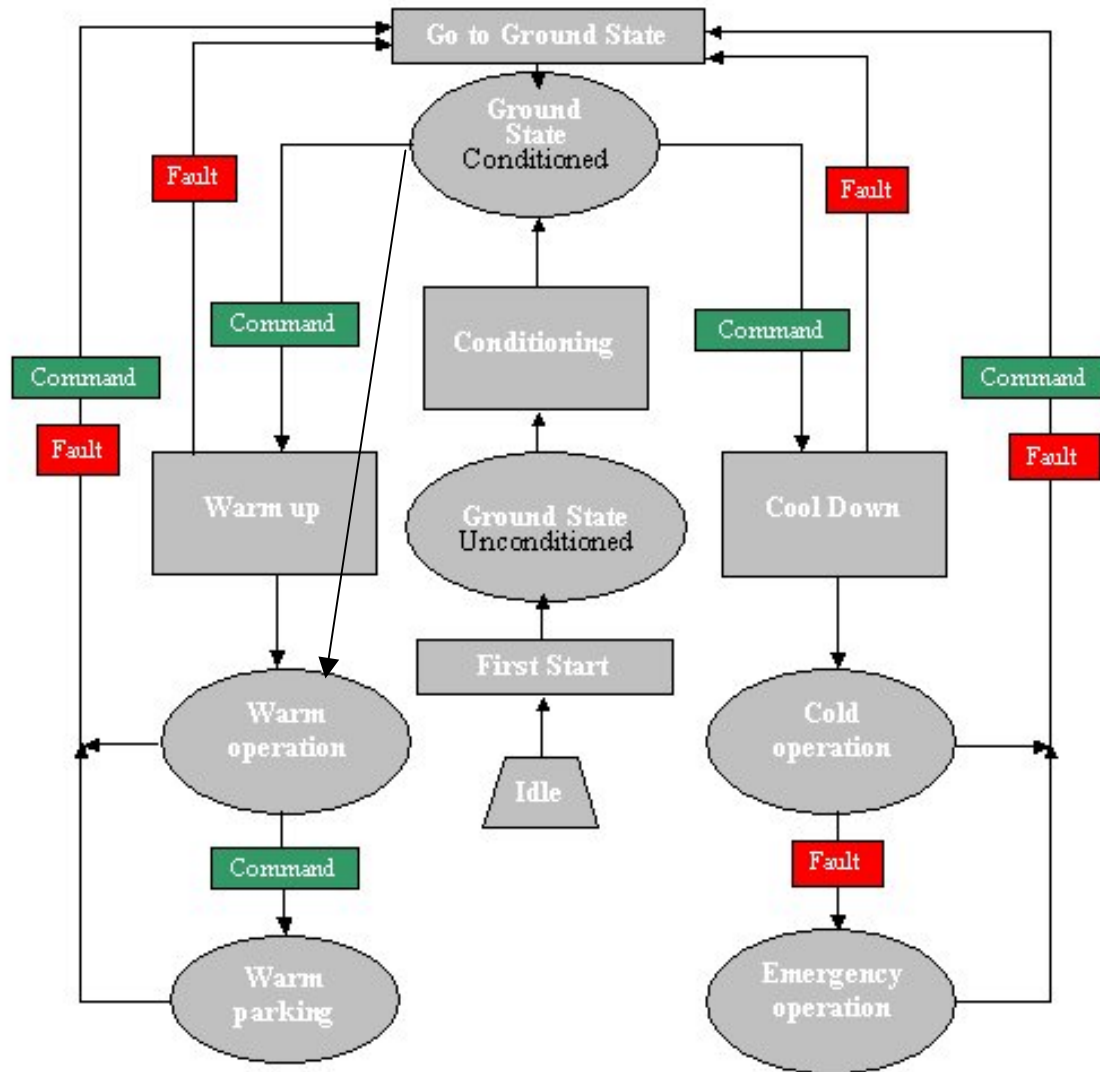 Go to Ground State
Ground
State
Conditioned
Fault
Fault
Command
Command
Conditioning
Command
Command
Fault
Fault
Warm up
Ground State
Unconditioned
Cool Down
First Start
Warm
operation
Cold
operation
Idle
Command
Fault
Warm
parking
Emergency
operation